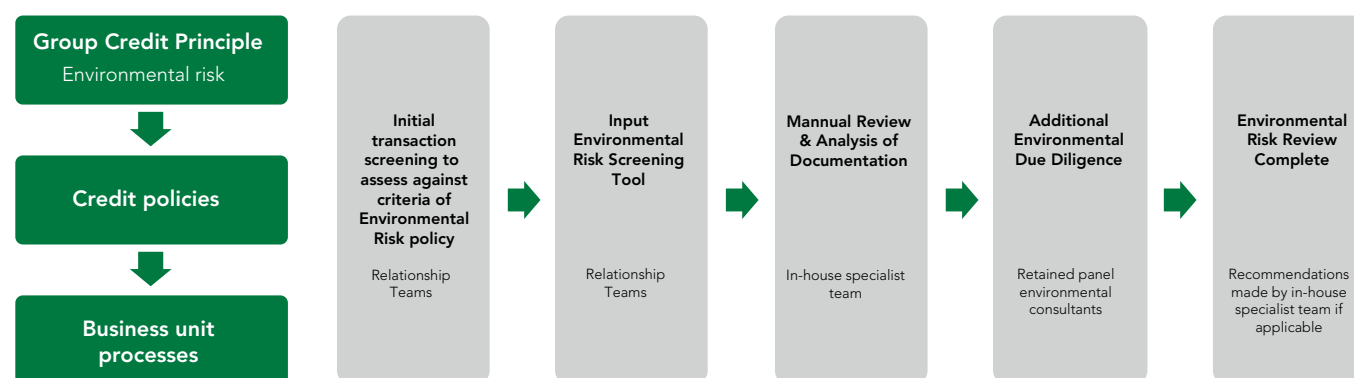 Group Credit Principle
Environmental risk
Credit policies
Business unit
processes
Initial
transaction
screening to
assess against
criteria of
Environmental
Risk policy
Relationship
Teams
Input
Environmental
Risk Screening
Tool
Relationship
Teams
Mannual Review
& Analysis of
Documentation
In-house specialist
team
Additional
Environmental
Due Diligence
Retained panel
environmental
consultants
Environmental
Risk Review
Complete
Recommendations
made by in-house
specialist team if
applicable